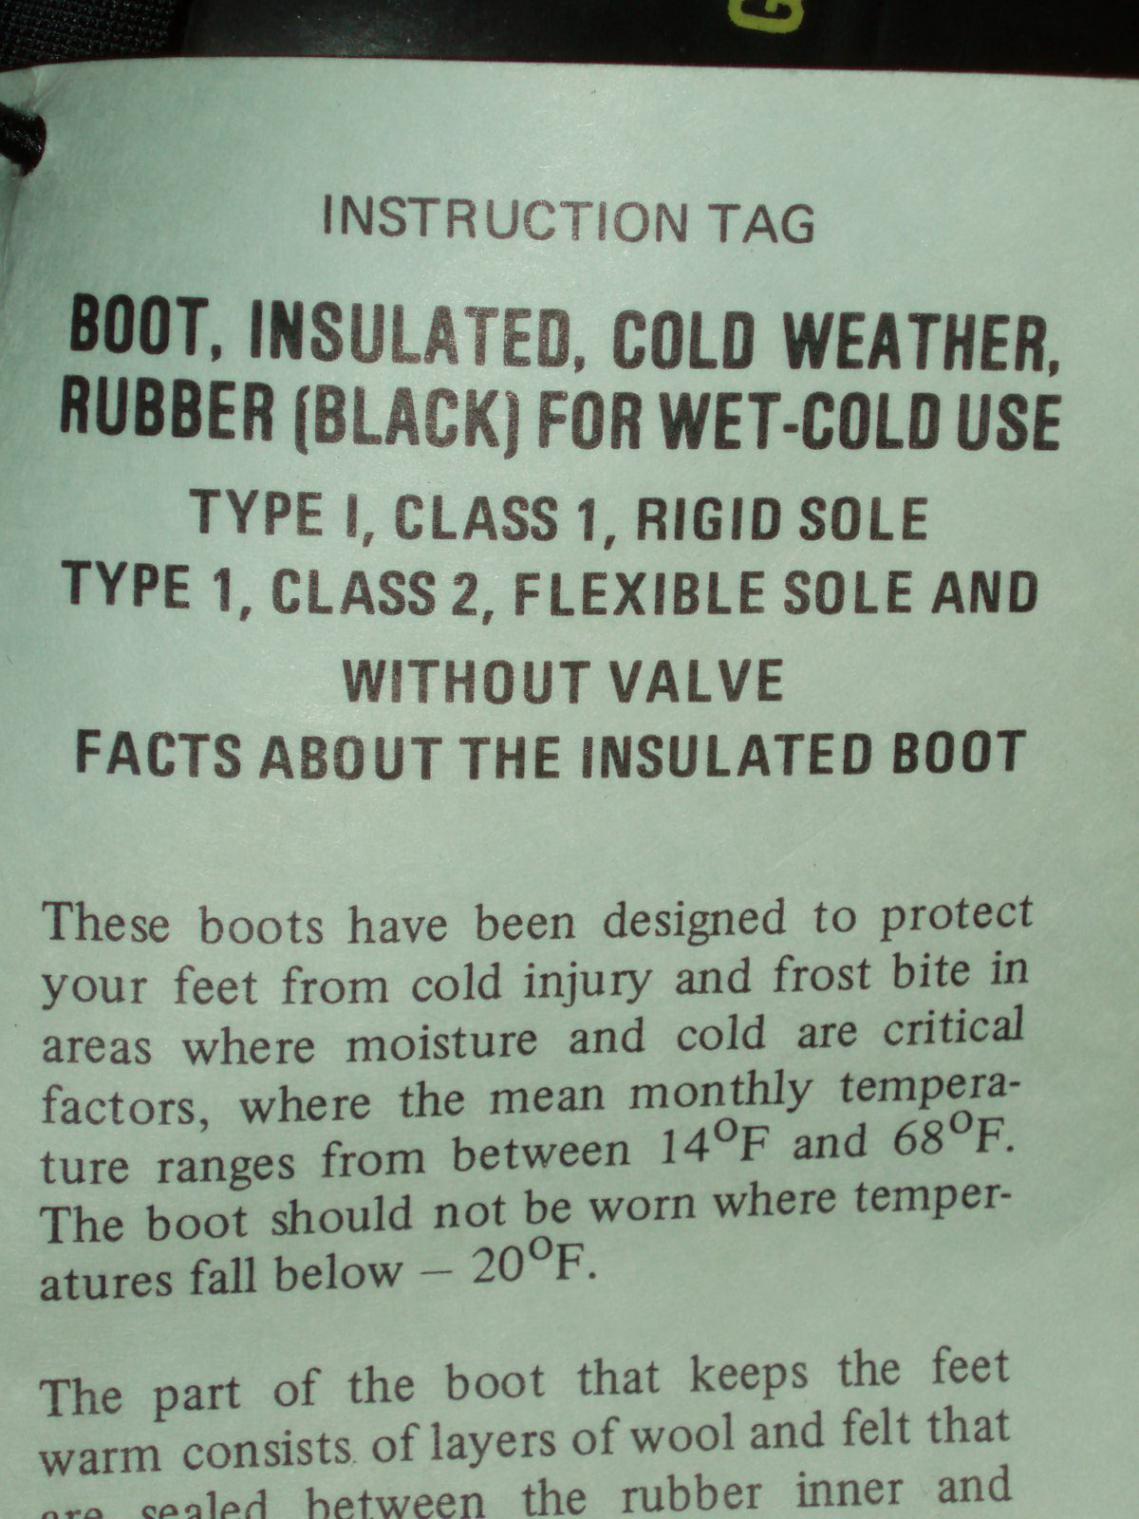 G
INSTRUCTION TAG
BOOT, INSULATED, COLD WEATHER,
RUBBER (BLACK) FOR WET-COLD USE
TYPE I, CLASS 1, RIGID SOLE
TYPE 1, CLASS 2, FLEXIBLE SOLE AND
WITHOUT VALVE
FACTS ABOUT THE INSULATED BOOT
These boots have been designed to protect
your feet from cold injury and frost bite in
areas where moisture and cold are critical
factors, where the mean monthly tempera-
ture ranges from between 14°F and 68°F.
The boot should not be worn where temper-
atures fall below – 20°F.
The part of the boot that keeps the feet
warm consists of layers of wool and felt that
are sealed between the rubber inner and